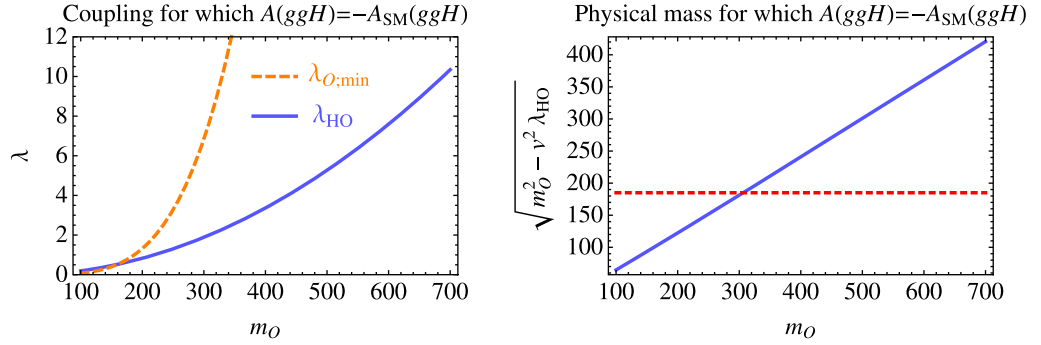 Coupling for which A(ggH)=−A_SM(ggH)
12
10
8
6
4
2
0
λ
λ_O;min
λ_HO
100 200 300 400 500 600 700
m_O
Physical mass for which A(ggH)=−A_SM(ggH)
400
350
300
250
200
150
100
√m_O^2 − v^2 λ_HO
100 200 300 400 500 600 700
m_O